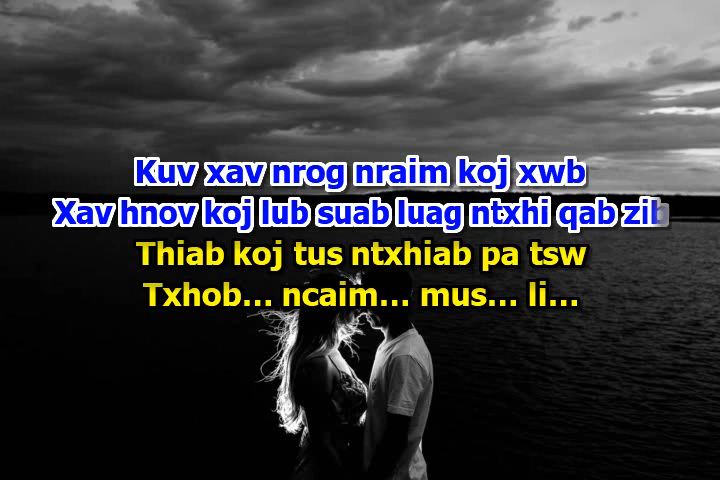 Kuv xav nrog nraim koj xwb
Xav hnov koj lub suab luag ntxhi qab zib
Thiab koj tus ntxhiab pa tsw
Txhob... ncaim... mus... li...